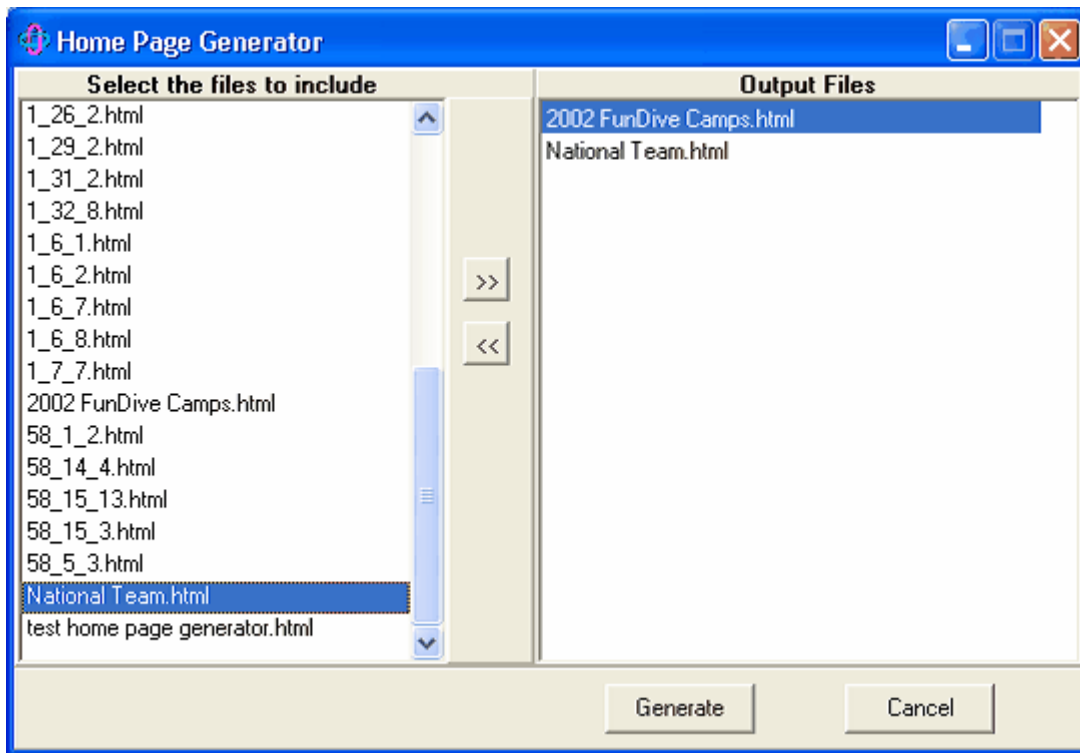 Home Page Generator
Select the files to include
1_26_2.html
1_29_2.html
1_31_2.html
1_32_8.html
1_6_1.html
1_6_2.html
1_6_7.html
1_6_8.html
1_7_7.html
2002 FunDive Camps.html
58_1_2.html
58_14_4.html
58_15_13.html
58_15_3.html
58_5_3.html
National Team.html
test home page generator.html
>>
<<
Output Files
2002 FunDive Camps.html
National Team.html
Generate
Cancel